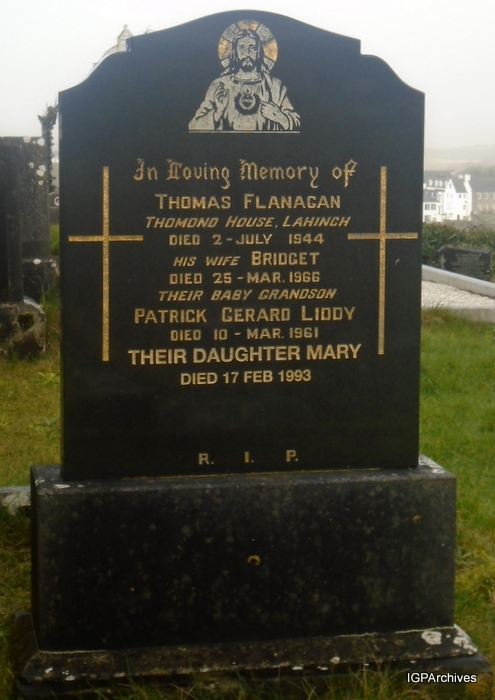 In Loving Memory of
THOMAS FLANAGAN
THOMOND HOUSE, LAHINCH
DIED 2-JULY 1944
HIS WIFE BRIDGET
DIED 25-MAR. 1966
THEIR BABY GRANDSON
PATRICK GERARD LIDDY
DIED 10-MAR. 1961
THEIR DAUGHTER MARY
DIED 17 FEB 1993
R. I. P.
IGPArchives